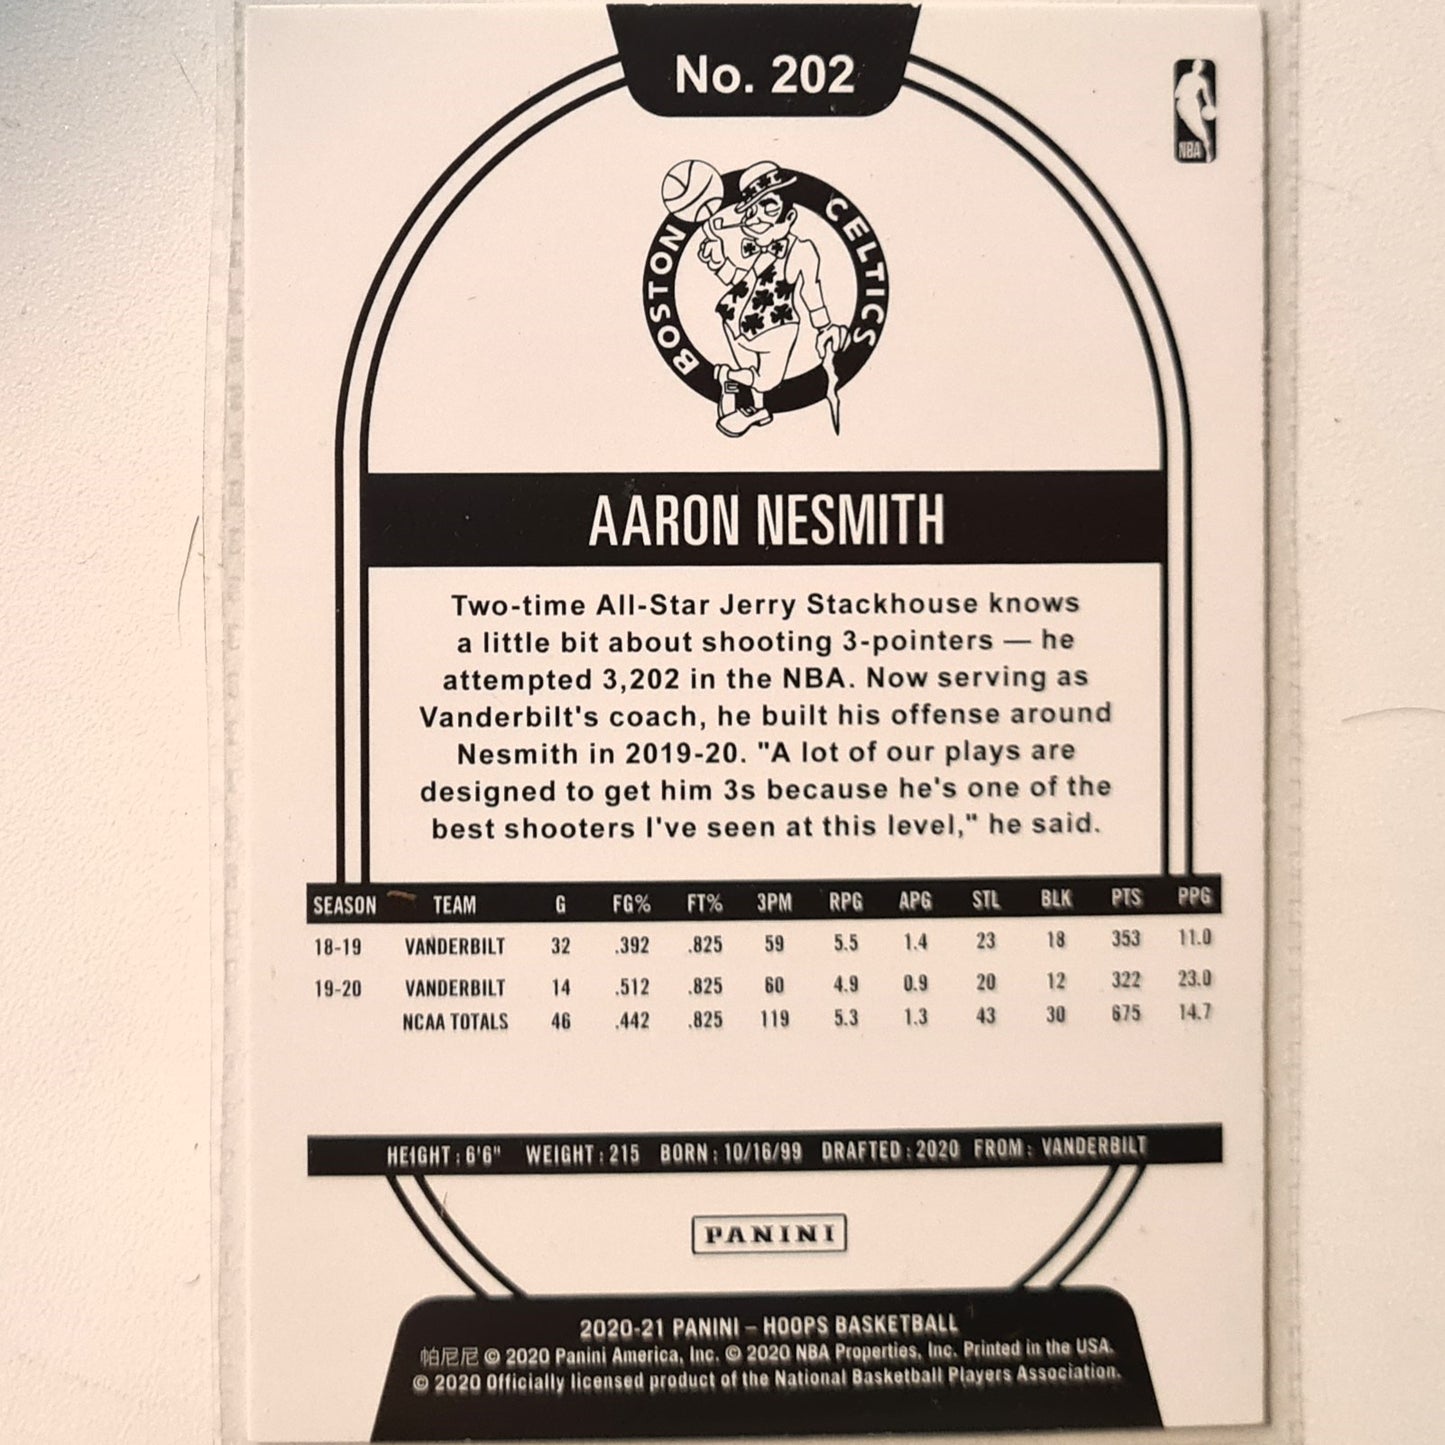 No. 202
NBA
BOSTON CELTICS
AARON NESMITH
Two-time All-Star Jerry Stackhouse knows
a little bit about shooting 3-pointers — he
attempted 3,202 in the NBA. Now serving as
Vanderbilt's coach, he built his offense around
Nesmith in 2019-20. "A lot of our plays are
designed to get him 3s because he's one of the
best shooters I've seen at this level," he said.
SEASON TEAM G FG% FT% 3PM RPG APG STL BLK PTS PPG
18-19 VANDERBILT 32 .392 .825 59 5.5 1.4 23 18 353 11.0
19-20 VANDERBILT 14 .512 .825 60 4.9 0.9 20 12 322 23.0
NCAA TOTALS 46 .442 .825 119 5.3 1.3 43 30 675 14.7
HEIGHT : 6'6" WEIGHT : 215 BORN : 10/16/99 DRAFTED : 2020 FROM : VANDERBILT
PANINI
2020-21 PANINI – HOOPS BASKETBALL
帕尼尼 © 2020 Panini America, Inc. © 2020 NBA Properties, Inc. Printed in the USA.
© 2020 Officially licensed product of the National Basketball Players Association.